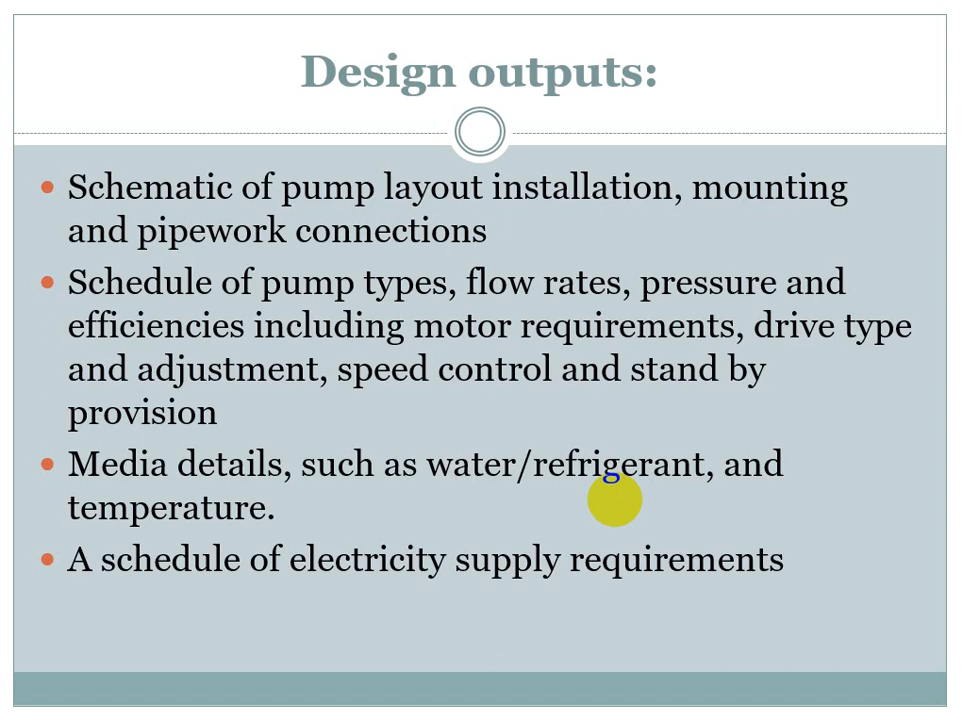 Design outputs:
• Schematic of pump layout installation, mounting
and pipework connections
• Schedule of pump types, flow rates, pressure and
efficiencies including motor requirements, drive type
and adjustment, speed control and stand by
provision
• Media details, such as water/refrigerant, and
temperature.
• A schedule of electricity supply requirements